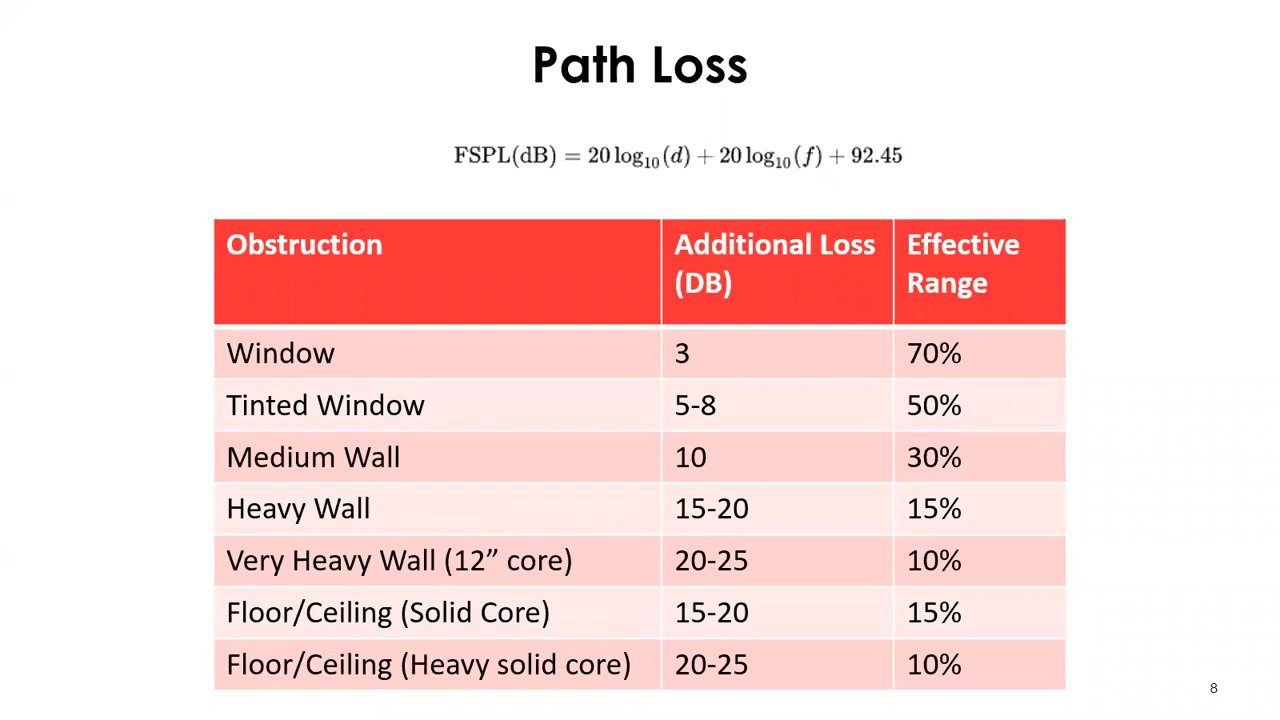 Path Loss
FSPL(dB) = 20 log₁₀(d) + 20 log₁₀(f) + 92.45
Obstruction Additional Loss (DB) Effective Range
Window 3 70%
Tinted Window 5-8 50%
Medium Wall 10 30%
Heavy Wall 15-20 15%
Very Heavy Wall (12” core) 20-25 10%
Floor/Ceiling (Solid Core) 15-20 15%
Floor/Ceiling (Heavy solid core) 20-25 10%
8